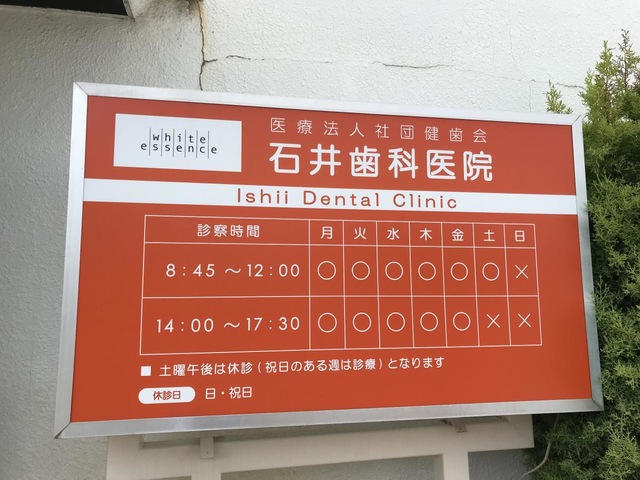 white
essence
医療法人社団健歯会
石井歯科医院
Ishii Dental Clinic
診察時間 月 火 水 木 金 土 日
8:45 ～12:00 ○ ○ ○ ○ ○ ○ ×
14:00 ～17:30 ○ ○ ○ ○ ○ × ×
■ 土曜午後は休診(祝日のある週は診療)となります
休診日 日・祝日